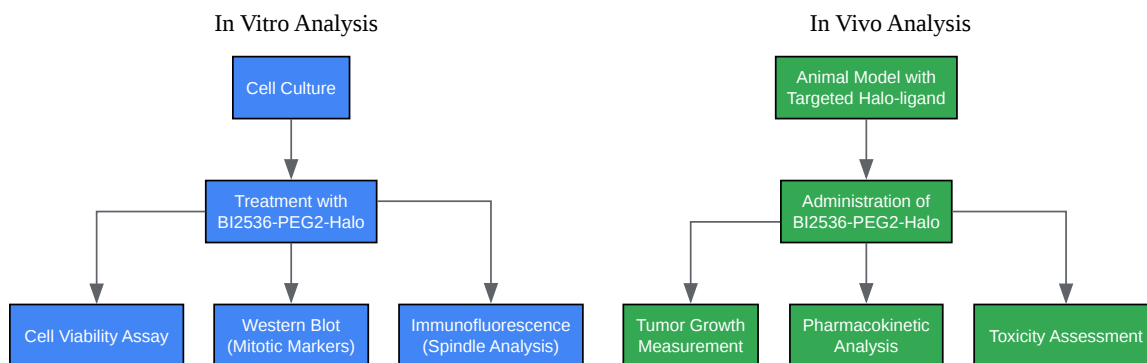 In Vitro Analysis
Cell Culture
Treatment with
BI2536-PEG2-Halo
Cell Viability Assay
Western Blot
(Mitotic Markers)
Immunofluorescence
(Spindle Analysis)
In Vivo Analysis
Animal Model with
Targeted Halo-ligand
Administration of
BI2536-PEG2-Halo
Tumor Growth
Measurement
Pharmacokinetic
Analysis
Toxicity Assessment